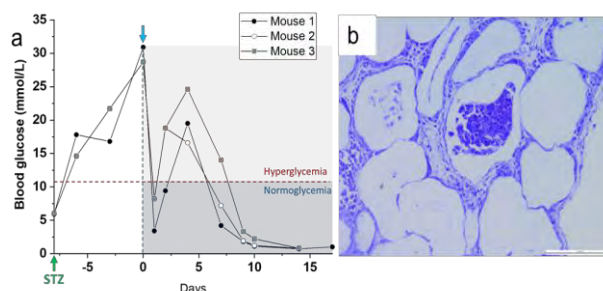 a
Mouse 1
Mouse 2
Mouse 3
Blood glucose (mmol/L)
35
30
25
20
15
10
5
0
Hyperglycemia
Normoglycemia
-5
0
5
10
15
STZ
Days
b